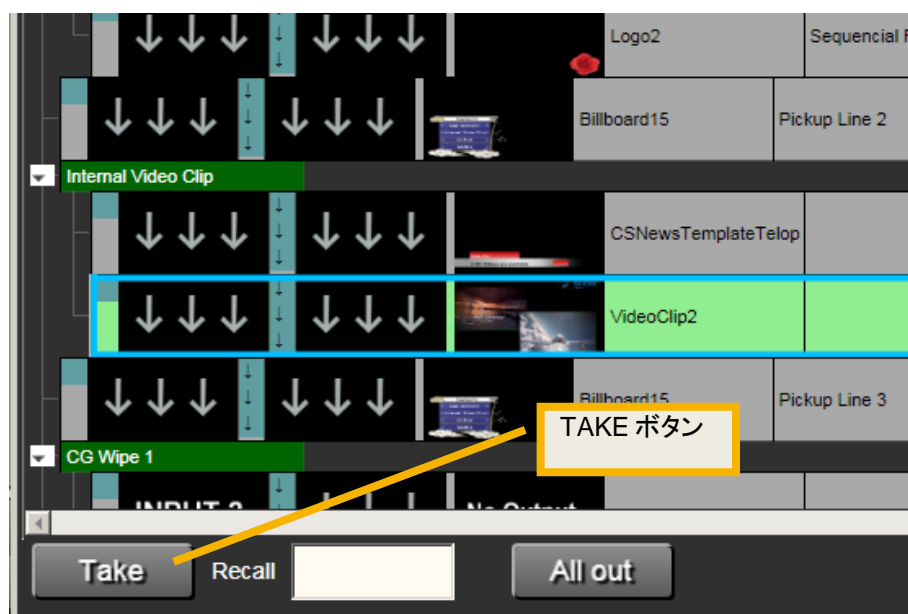 Logo2
Sequencial F
Billboard15
Pickup Line 2
Internal Video Clip
CSNewsTemplateTelop
VideoClip2
Billboard15
Pickup Line 3
TAKE ボタン
CG Wipe 1
Take
Recall
All out